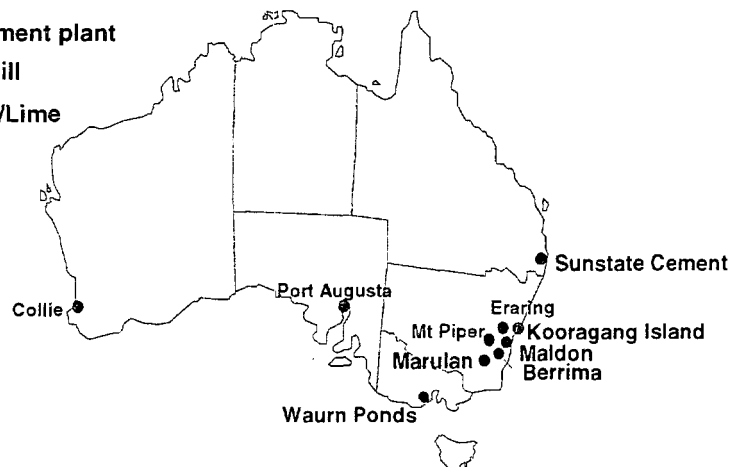 ment plant
ill
/Lime
Sunstate Cement
Port Augusta
Collie
Eraring
Mt Piper
Kooragang Island
Marulan
Maldon
Berrima
Waurn Ponds